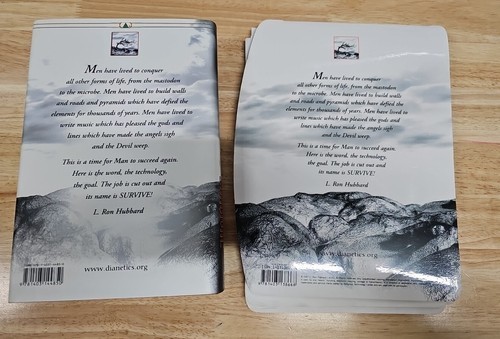 Men have lived to conquer
all other forms of life, from the mastodon
to the microbe. Men have lived to build walls
and roads and pyramids which have defied the
elements for thousands of years. Men have lived to
write music which has pleased the gods and
lines which have made the angels sigh
and the Devil weep.
This is a time for Man to succeed again.
Here is the word, the technology,
the goal. The job is cut out and
its name is SURVIVE!
L. Ron Hubbard
www.dianetics.org
Men have lived to conquer
all other forms of life, from the mastodon
to the microbe. Men have lived to build walls
and roads and pyramids which have defied the
elements for thousands of years. Men have lived to
write music which has pleased the gods and
lines which have made the angels sigh
and the Devil weep.
This is a time for Man to succeed again.
Here is the word, the technology,
the goal. The job is cut out and
its name is SURVIVE!
L. Ron Hubbard
www.dianetics.org